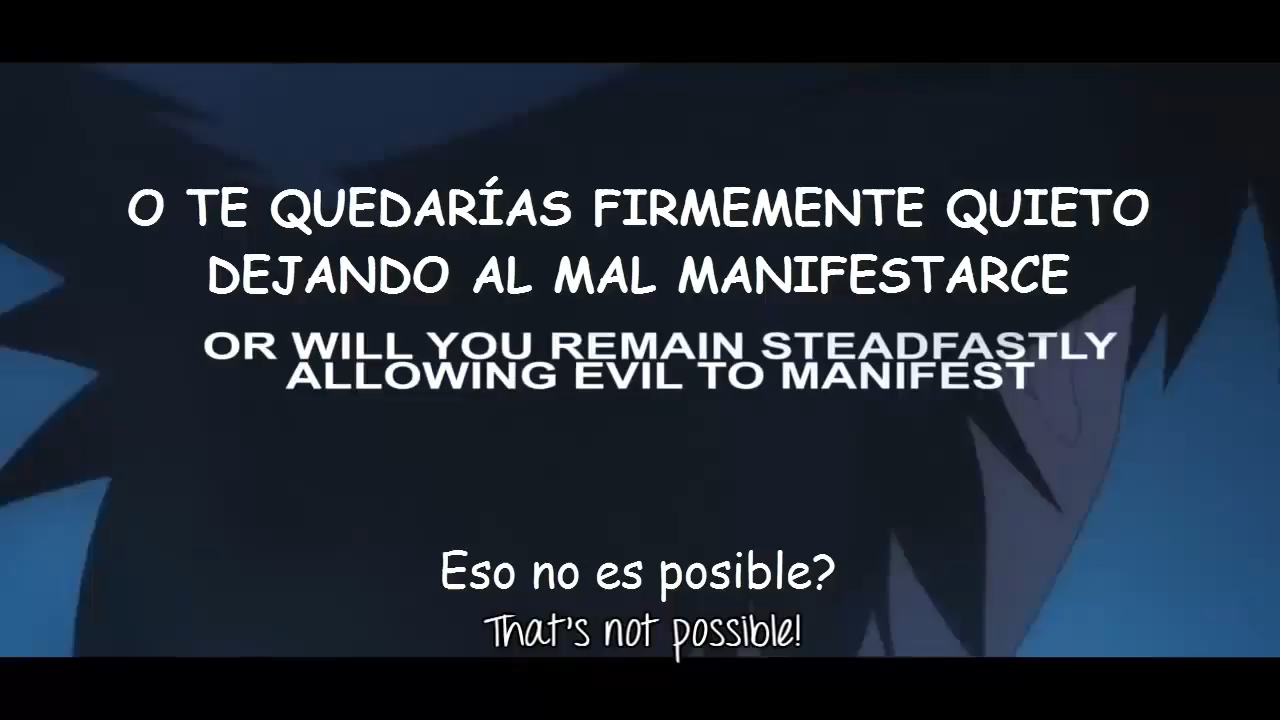 O TE QUEDARÍAS FIRMEMENTE QUIETO
DEJANDO AL MAL MANIFESTARCE
OR WILL YOU REMAIN STEADFASTLY
ALLOWING EVIL TO MANIFEST
Eso no es posible?
That's not possible!